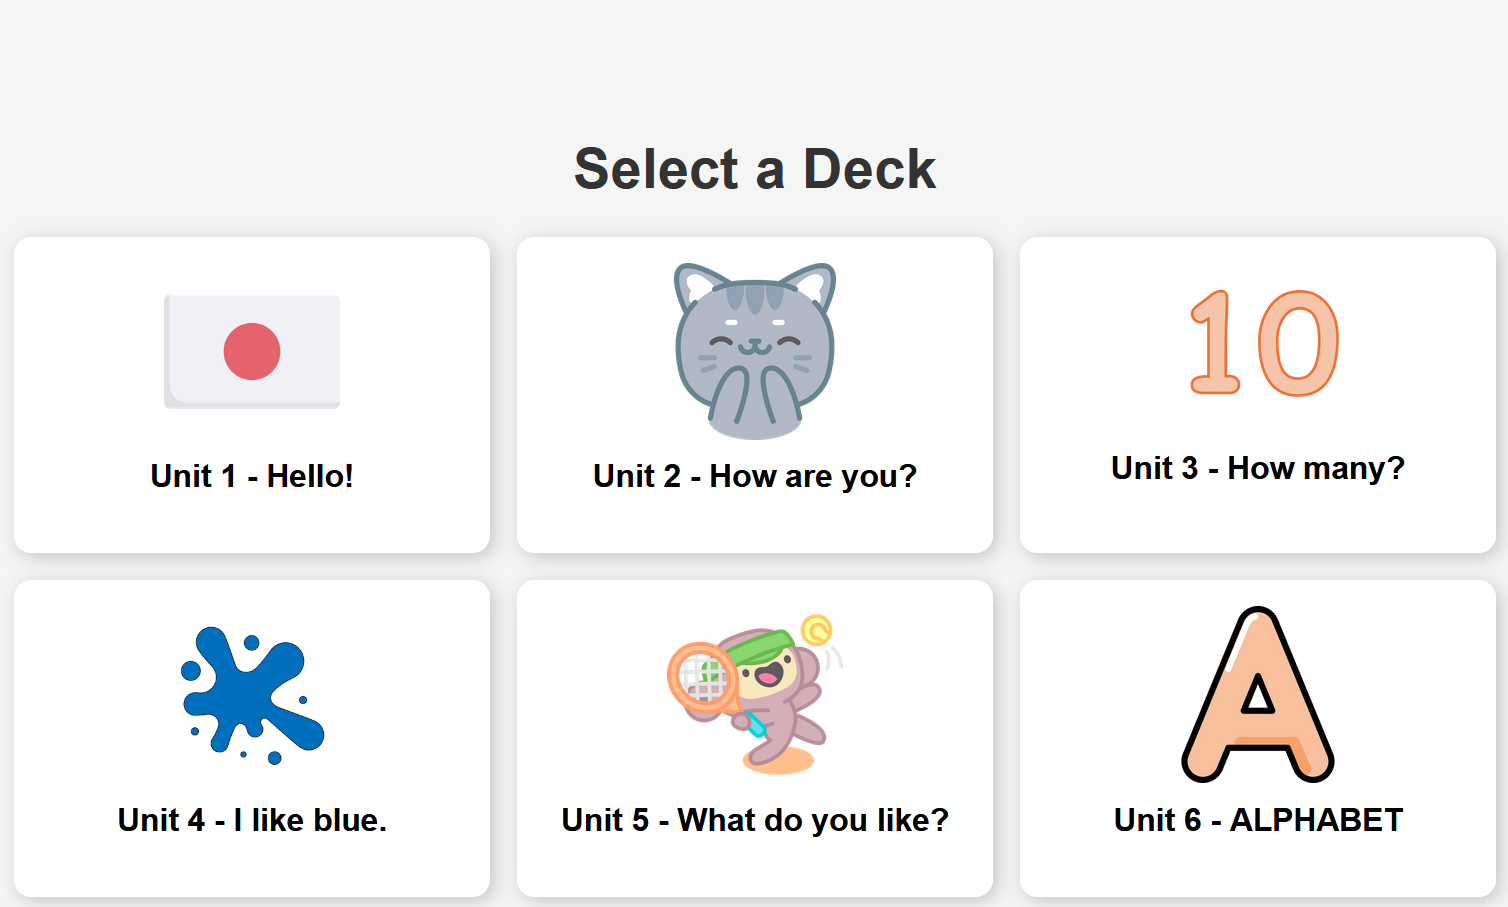 Select a Deck
Unit 1 - Hello!
Unit 2 - How are you?
10
Unit 3 - How many?
Unit 4 - I like blue.
Unit 5 - What do you like?
A
Unit 6 - ALPHABET